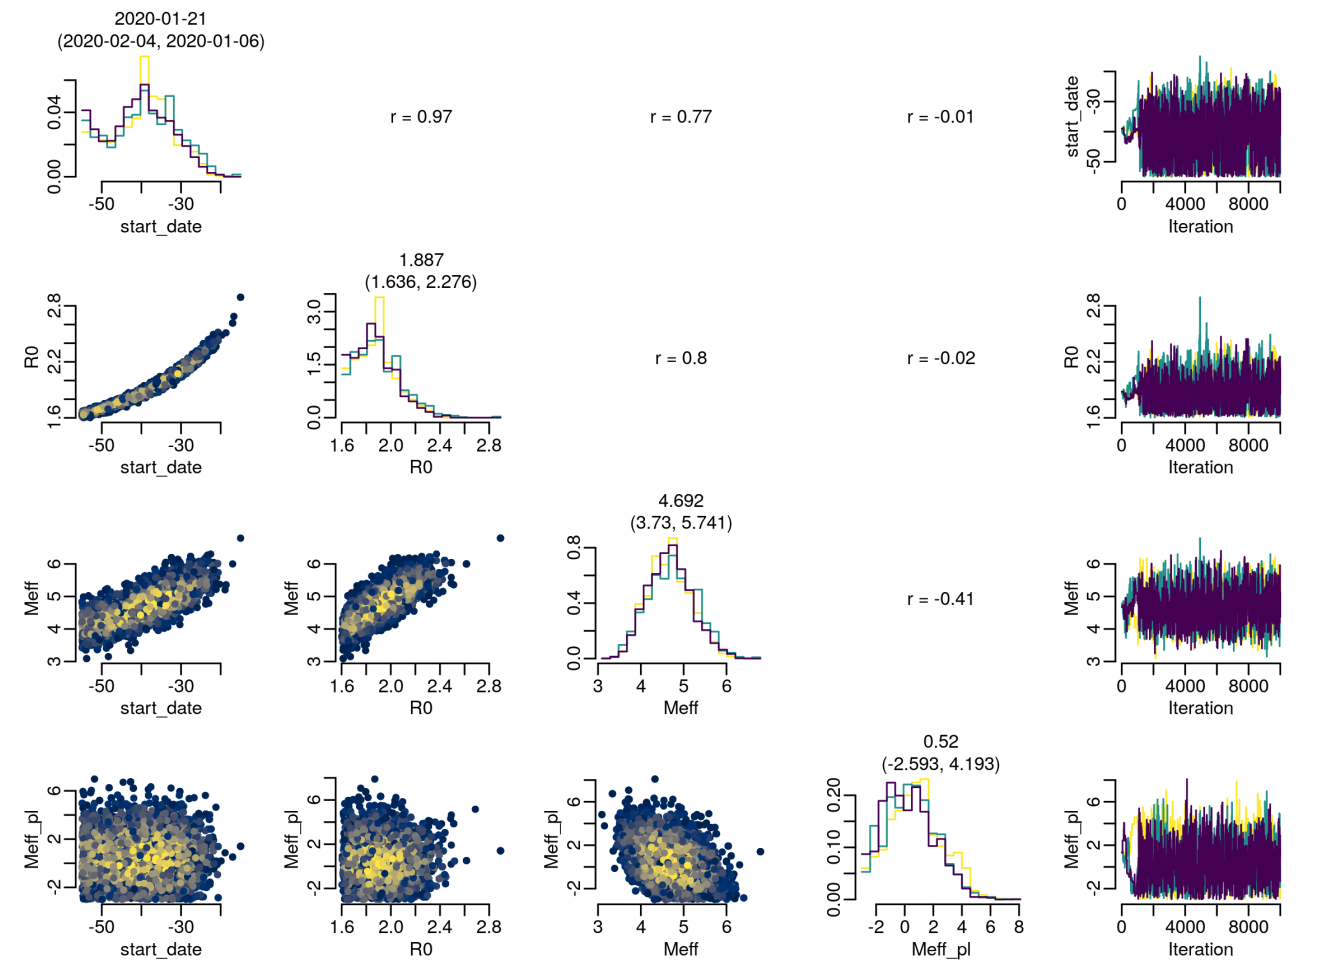 2020-01-21
(2020-02-04, 2020-01-06)
0.04
0.00
-50 -30
start_date
r = 0.97
r = 0.77
r = -0.01
start_date
-30
-50
0 4000 8000
Iteration
R0
2.8
2.2
1.6
-50 -30
start_date
1.887
(1.636, 2.276)
3.0
1.5
0.0
1.6 2.0 2.4 2.8
R0
r = 0.8
r = -0.02
R0
2.8
2.2
1.6
0 4000 8000
Iteration
Meff
6
5
4
3
-50 -30
start_date
Meff
6
5
4
3
1.6 2.0 2.4 2.8
R0
4.692
(3.73, 5.741)
0.8
0.4
0.0
3 4 5 6
Meff
r = -0.41
Meff
6
5
4
3
0 4000 8000
Iteration
Meff_pl
6
2
-2
-50 -30
start_date
Meff_pl
6
2
-2
1.6 2.0 2.4 2.8
R0
Meff_pl
6
2
-2
3 4 5 6
Meff
0.52
(-2.593, 4.193)
0.20
0.10
0.00
-2 0 2 4 6 8
Meff_pl
Meff_pl
6
2
-2
0 4000 8000
Iteration